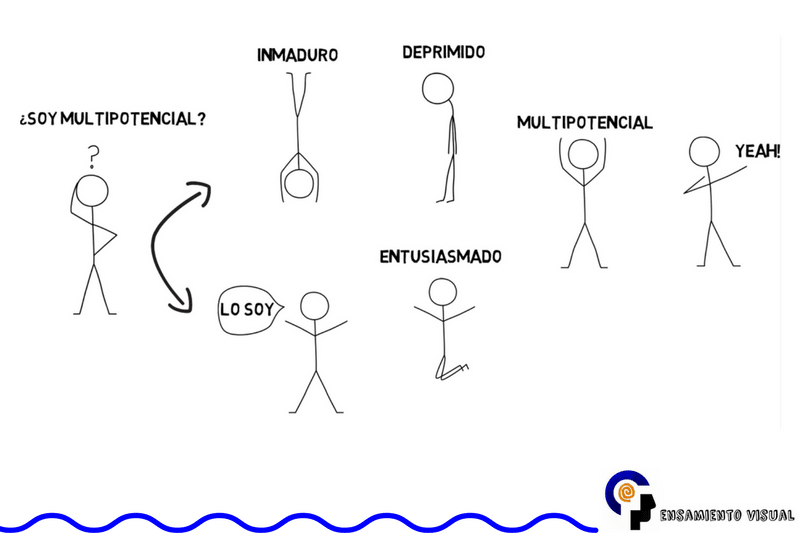 INMADURO
DEPRIMIDO
¿SOY MULTIPOTENCIAL?
?
MULTIPOTENCIAL
YEAH!
ENTUSIASMADO
LO SOY
ENSAMIENTO VISUAL